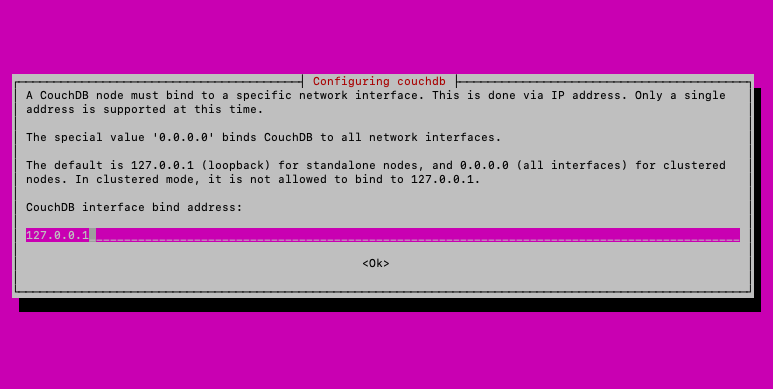 Configuring couchdb
A CouchDB node must bind to a specific network interface. This is done via IP address. Only a single
address is supported at this time.
The special value '0.0.0.0' binds CouchDB to all network interfaces.
The default is 127.0.0.1 (loopback) for standalone nodes, and 0.0.0.0 (all interfaces) for clustered
nodes. In clustered mode, it is not allowed to bind to 127.0.0.1.
CouchDB interface bind address:
127.0.0.1
<Ok>